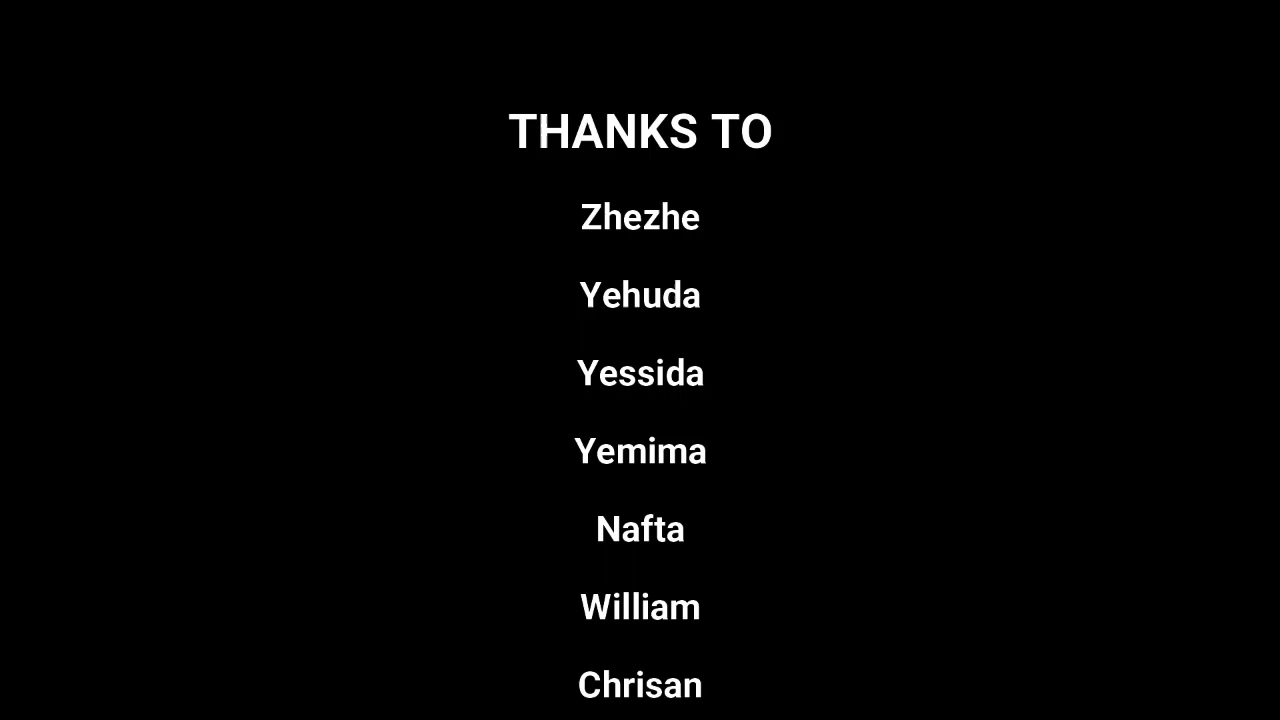 THANKS TO
Zhezhe
Yehuda
Yessida
Yemima
Nafta
William
Chrisan